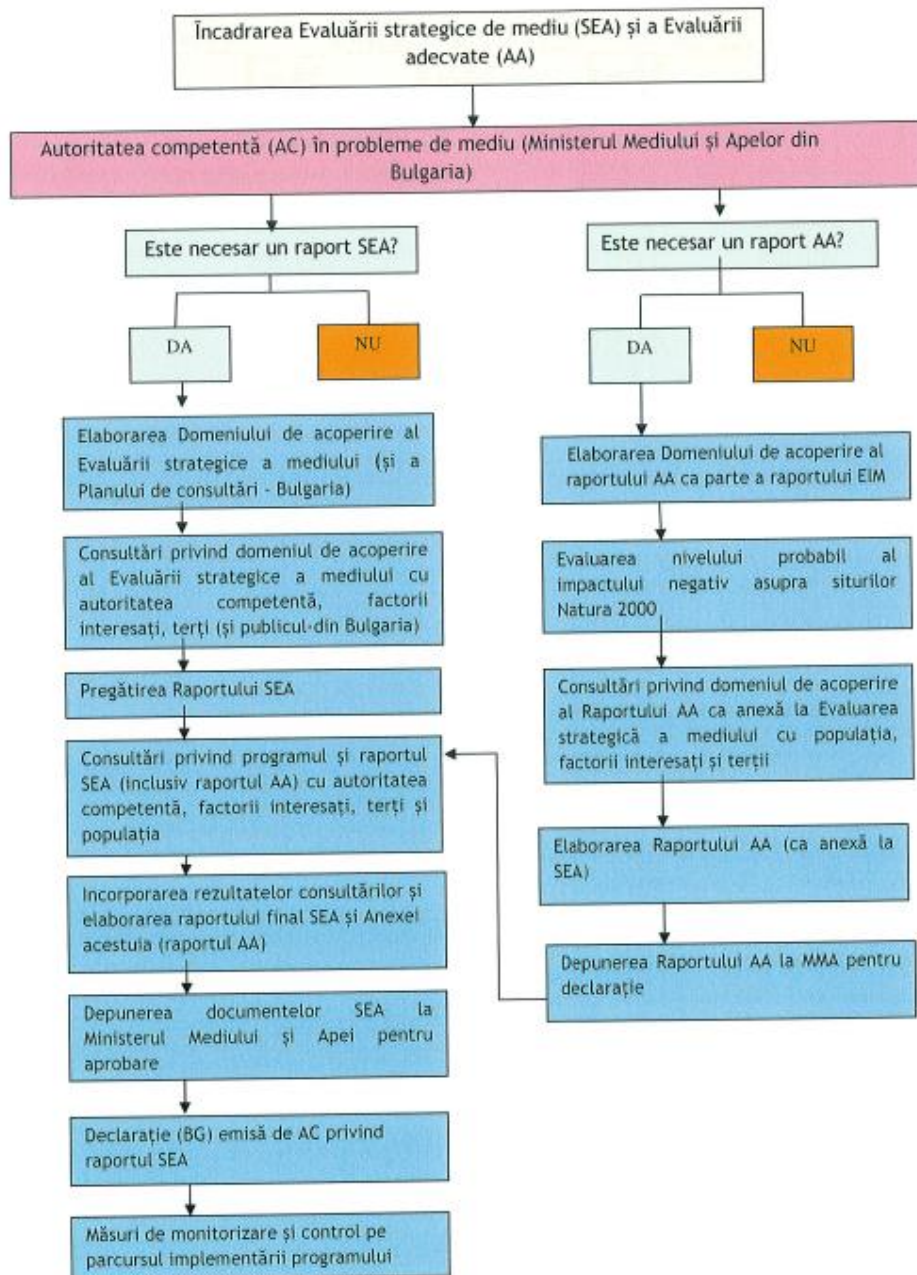 Încadrarea Evaluării strategice de mediu (SEA) și a Evaluării
adecvate (AA)
Autoritatea competentă (AC) în probleme de mediu (Ministerul Mediului și Apelor din
Bulgaria)
Este necesar un raport SEA?
DA
NU
Elaborarea Domeniului de acoperire al
Evaluării strategice a mediului (și a
Planului de consultări - Bulgaria)
Consultări privind domeniul de acoperire
al Evaluării strategice a mediului cu
autoritatea competentă, factorii
interesați, terți (și publicul-din Bulgaria)
Pregătirea Raportului SEA
Consultări privind programul și raportul
SEA (inclusiv raportul AA) cu autoritatea
competentă, factorii interesați, terți și
populația
Incorporarea rezultatelor consultărilor și
elaborarea raportului final SEA și Anexei
acestuia (raportul AA)
Depunerea documentelor SEA la
Ministerul Mediului și Apei pentru
aprobare
Declarație (BG) emisă de AC privind
raportul SEA
Măsuri de monitorizare și control pe
parcursul implementării programului
Este necesar un raport AA?
DA
NU
Elaborarea Domeniului de acoperire al
raportului AA ca parte a raportului EIM
Evaluarea nivelului probabil al
impactului negativ asupra siturilor
Natura 2000
Consultări privind domeniul de acoperire
al Raportului AA ca anexă la Evaluarea
strategică a mediului cu populația,
factorii interesați și terții
Elaborarea Raportului AA (ca anexă la
SEA)
Depunerea Raportului AA la MMA pentru
declarație